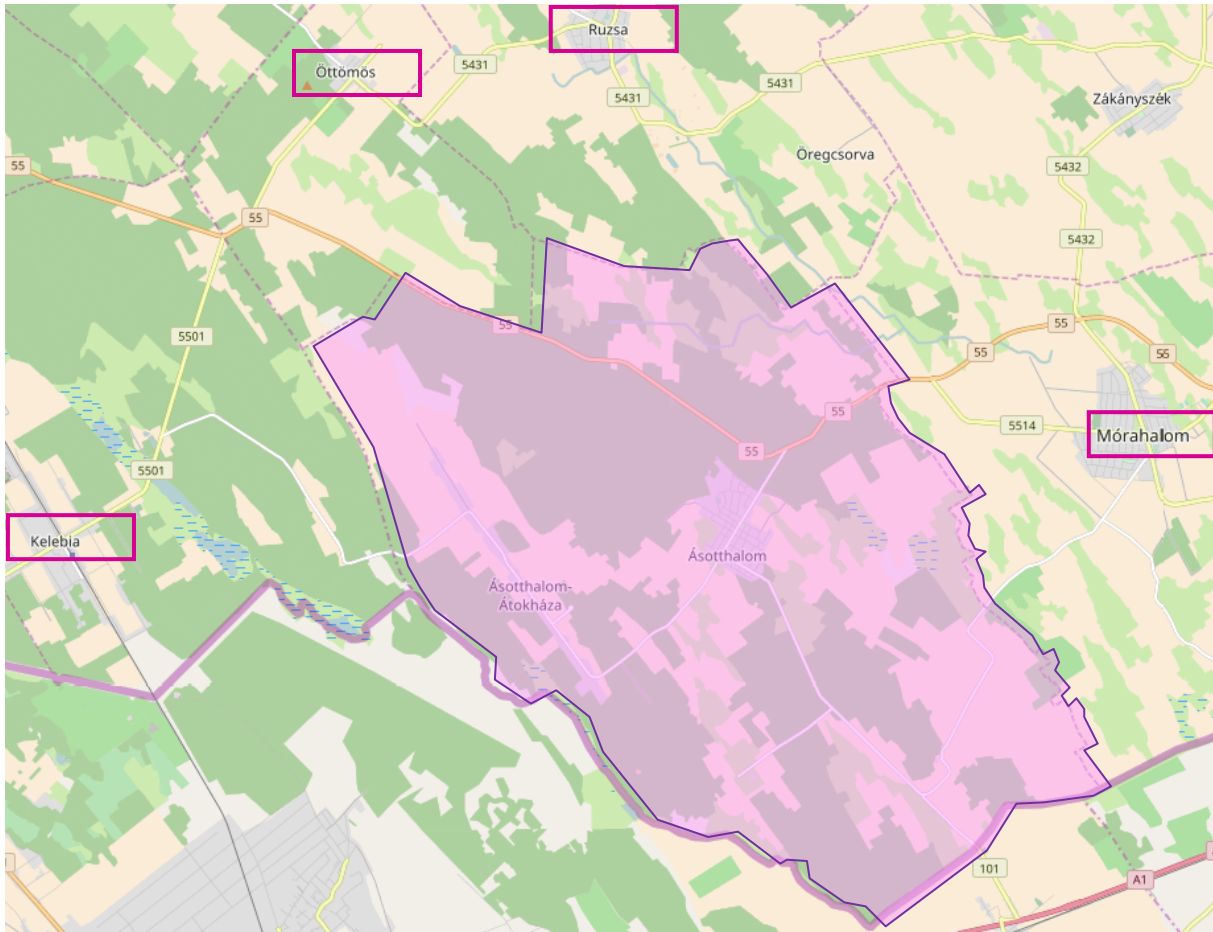 Ruzsa
Öttömös
5431
5431
5431
Zákányszék
Öregcsorva
55
5432
55
5432
55
55
5501
55
55
55
5514
Mórahalom
55
5501
Kelebia
Ásotthalom
Ásotthalom-
Átokháza
101
A1